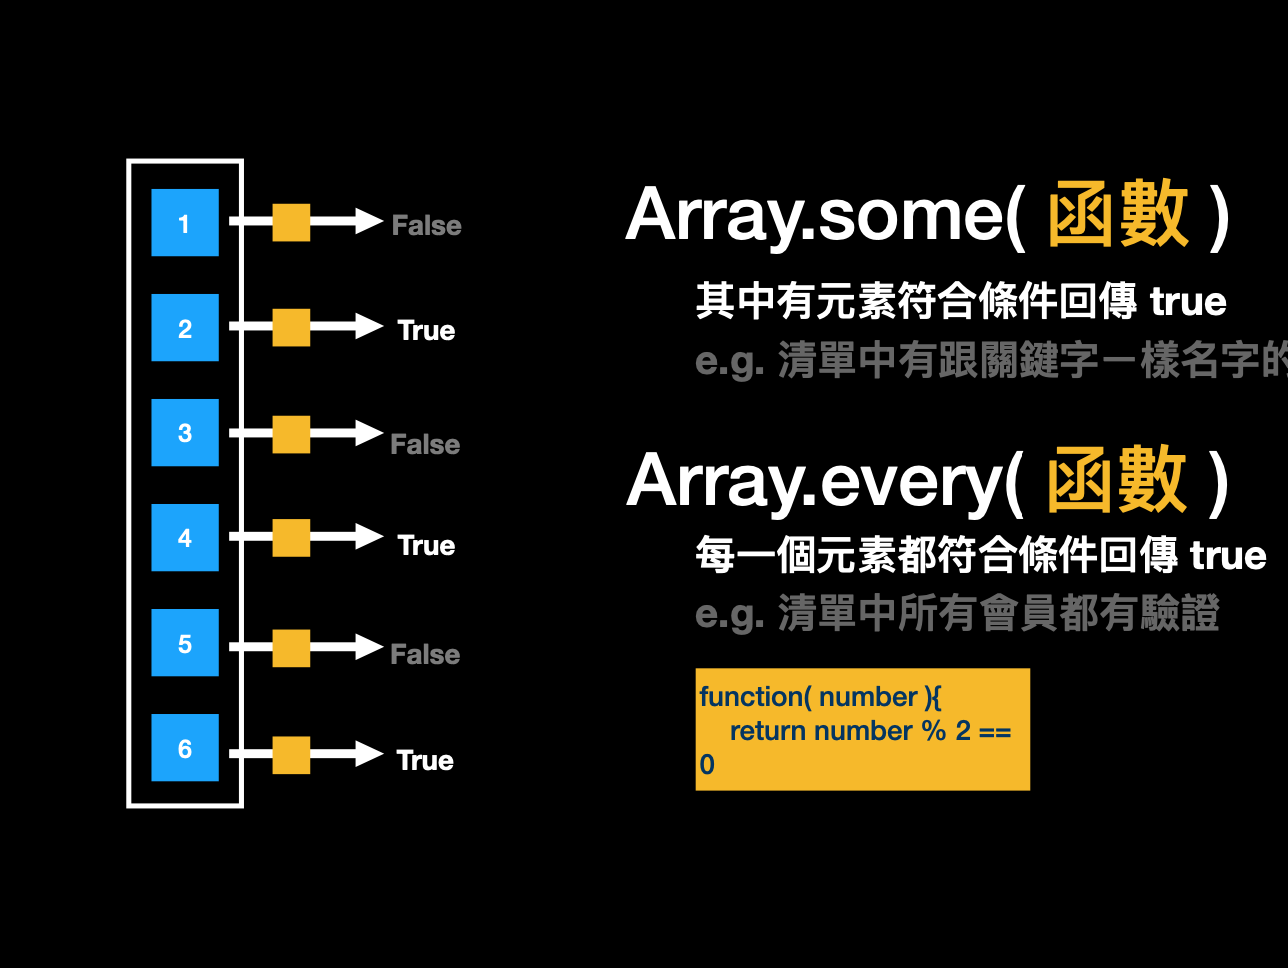 1
False
2
True
3
False
4
True
5
False
6
True
Array.some( 函數 )
其中有元素符合條件回傳 true
e.g. 清單中有跟關鍵字一樣名字的
Array.every( 函數 )
每一個元素都符合條件回傳 true
e.g. 清單中所有會員都有驗證
function( number ){
return number % 2 ==
0